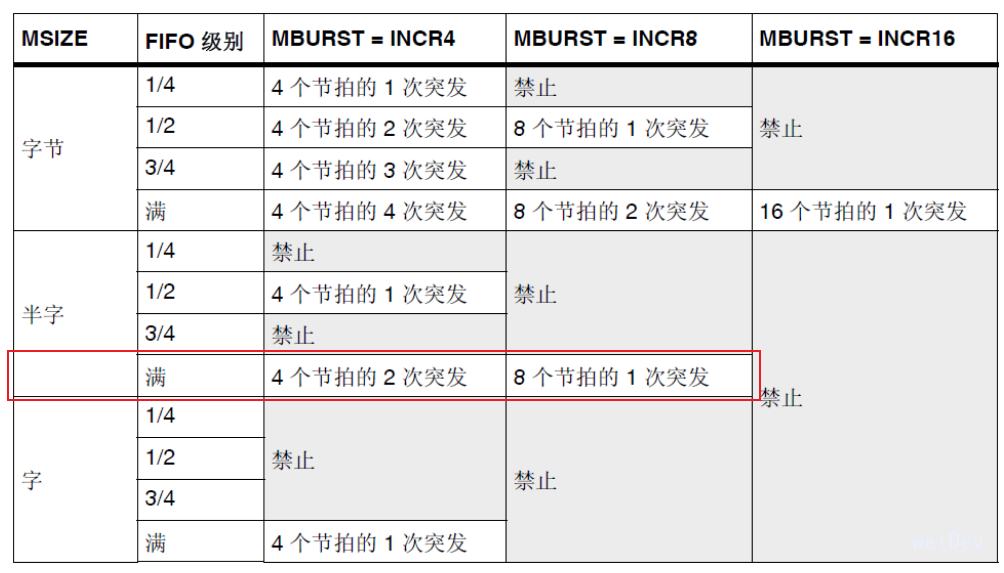 MSIZE FIFO 级别 MBURST = INCR4 MBURST = INCR8 MBURST = INCR16
字节
1/4 4 个节拍的 1 次突发 禁止
1/2 4 个节拍的 2 次突发 8 个节拍的 1 次突发 禁止
3/4 4 个节拍的 3 次突发 禁止
满 4 个节拍的 4 次突发 8 个节拍的 2 次突发 16 个节拍的 1 次突发
半字
1/4 禁止
1/2 4 个节拍的 1 次突发 禁止
3/4 禁止
满 4 个节拍的 2 次突发 8 个节拍的 1 次突发
禁止
字
1/4
1/2 禁止 禁止
3/4
满 4 个节拍的 1 次突发